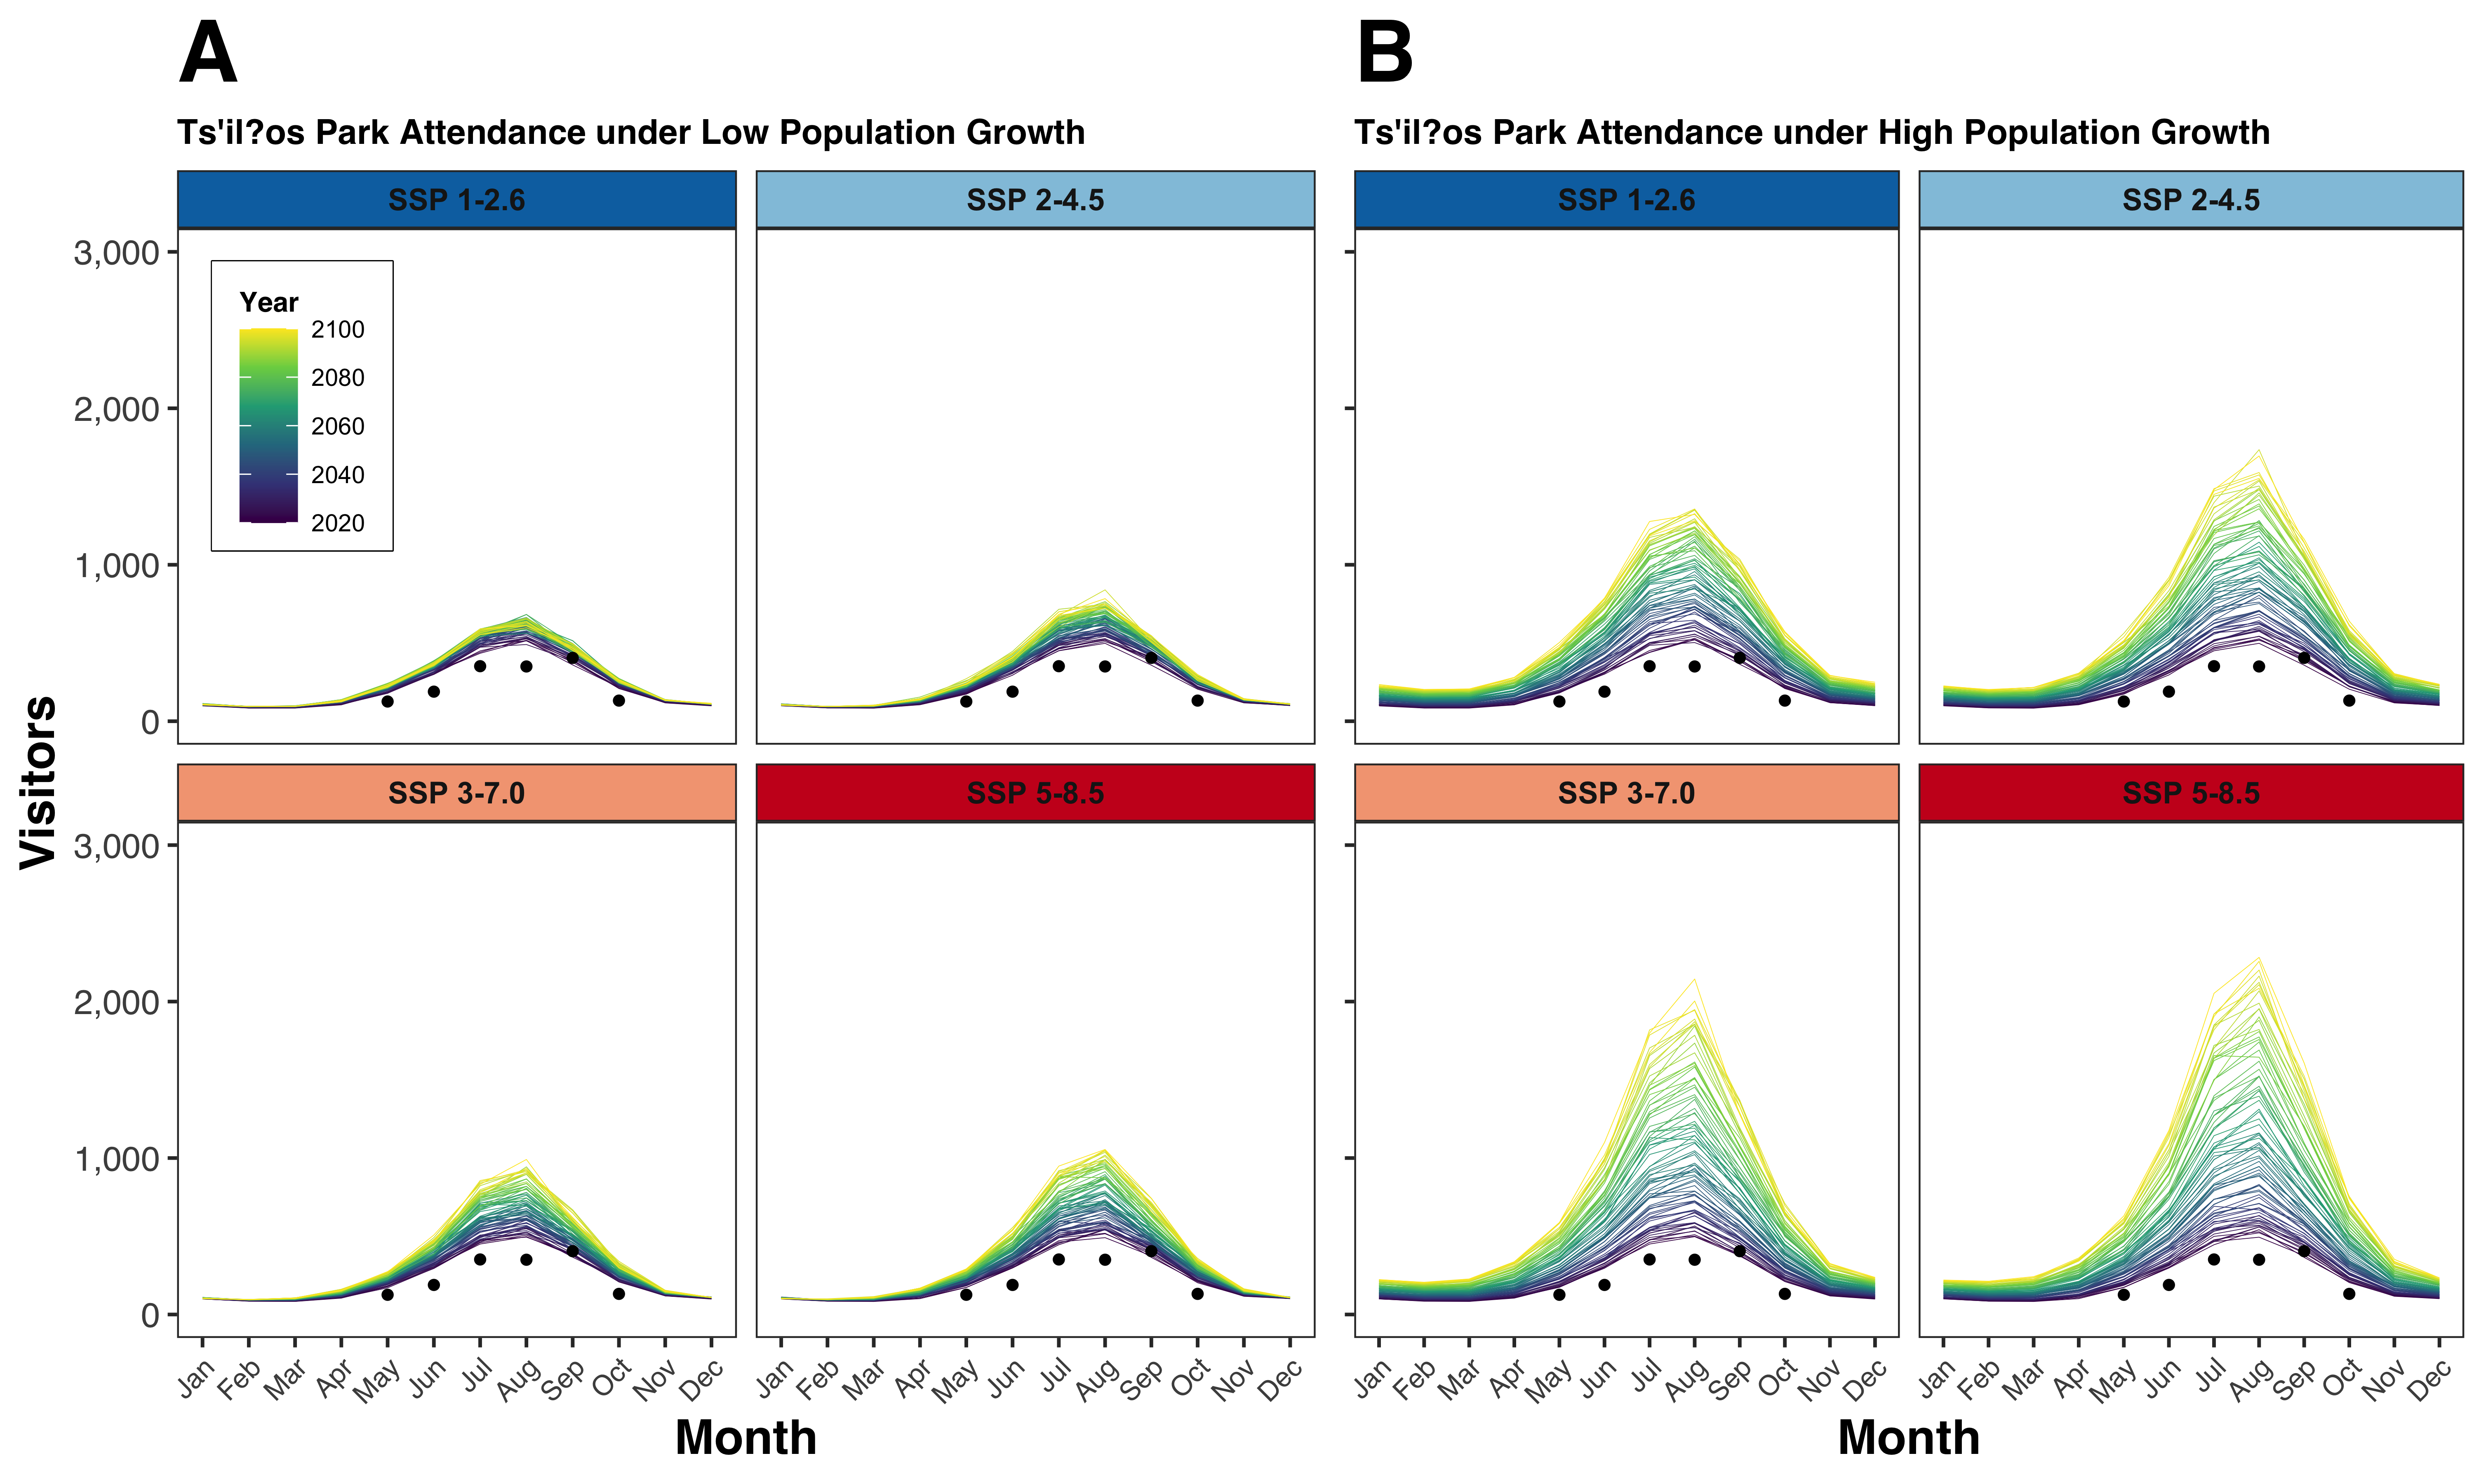 A
B
Ts'il?os Park Attendance under Low Population Growth
Ts'il?os Park Attendance under High Population Growth
SSP 1-2.6
SSP 2-4.5
SSP 1-2.6
SSP 2-4.5
3,000
2,000
1,000
0
Year
2100
2080
2060
2040
2020
Visitors
SSP 3-7.0
SSP 5-8.5
SSP 3-7.0
SSP 5-8.5
3,000
2,000
1,000
0
Jan Feb Mar Apr May Jun Jul Aug Sep Oct Nov Dec
Jan Feb Mar Apr May Jun Jul Aug Sep Oct Nov Dec
Jan Feb Mar Apr May Jun Jul Aug Sep Oct Nov Dec
Jan Feb Mar Apr May Jun Jul Aug Sep Oct Nov Dec
Month
Month